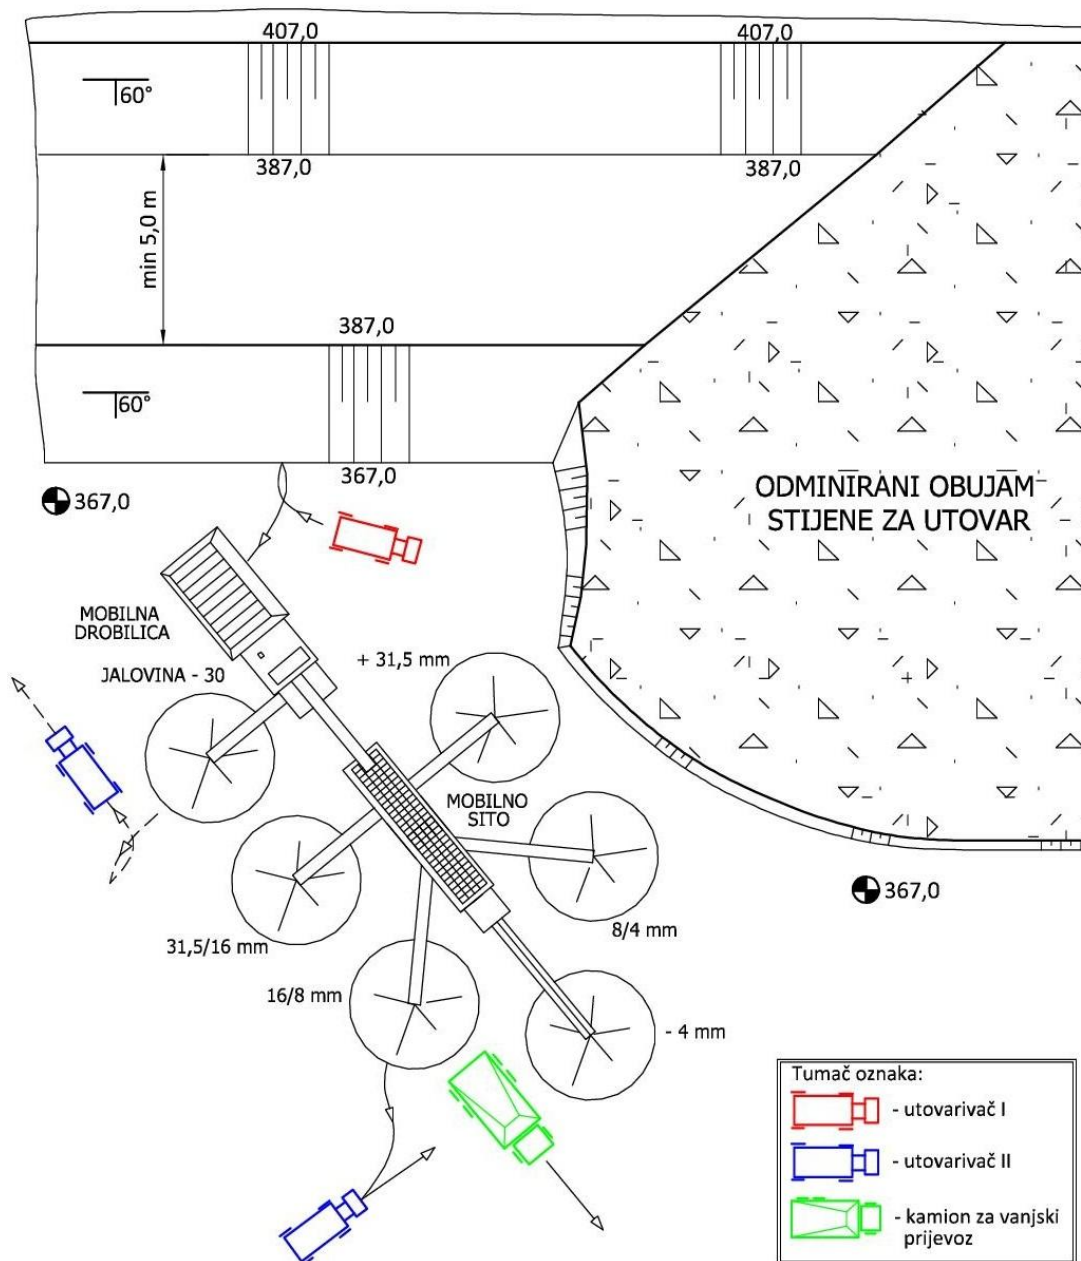 407,0
407,0
60°
387,0
387,0
min 5,0 m
387,0
60°
367,0
367,0
ODMINIRANI OBUJAM
STIJENE ZA UTOVAR
MOBILNA
DROBILICA
JALOVINA - 30
+ 31,5 mm
MOBILNO
SITO
367,0
8/4 mm
31,5/16 mm
16/8 mm
- 4 mm
Tumač oznaka:
- utovarivač I
- utovarivač II
- kamion za vanjski
prijevoz